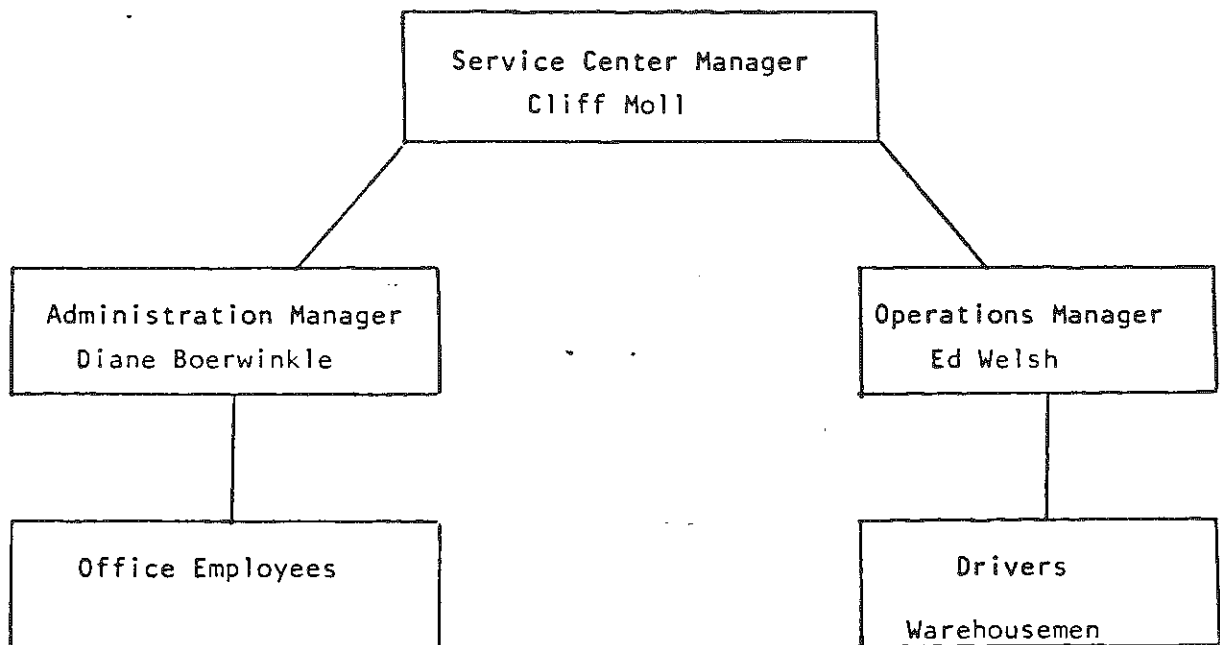 Service Center Manager
Cliff Moll
Administration Manager
Diane Boerwinkle
Operations Manager
Ed Welsh
Office Employees
Drivers
Warehousemen